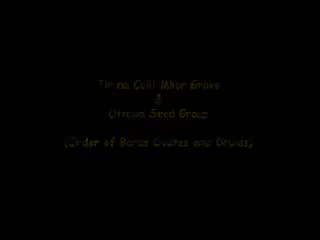 Tir na Coill Mhor Grove
&
Ottawa Seed Group
(Order of Bards Ovates and Druids)